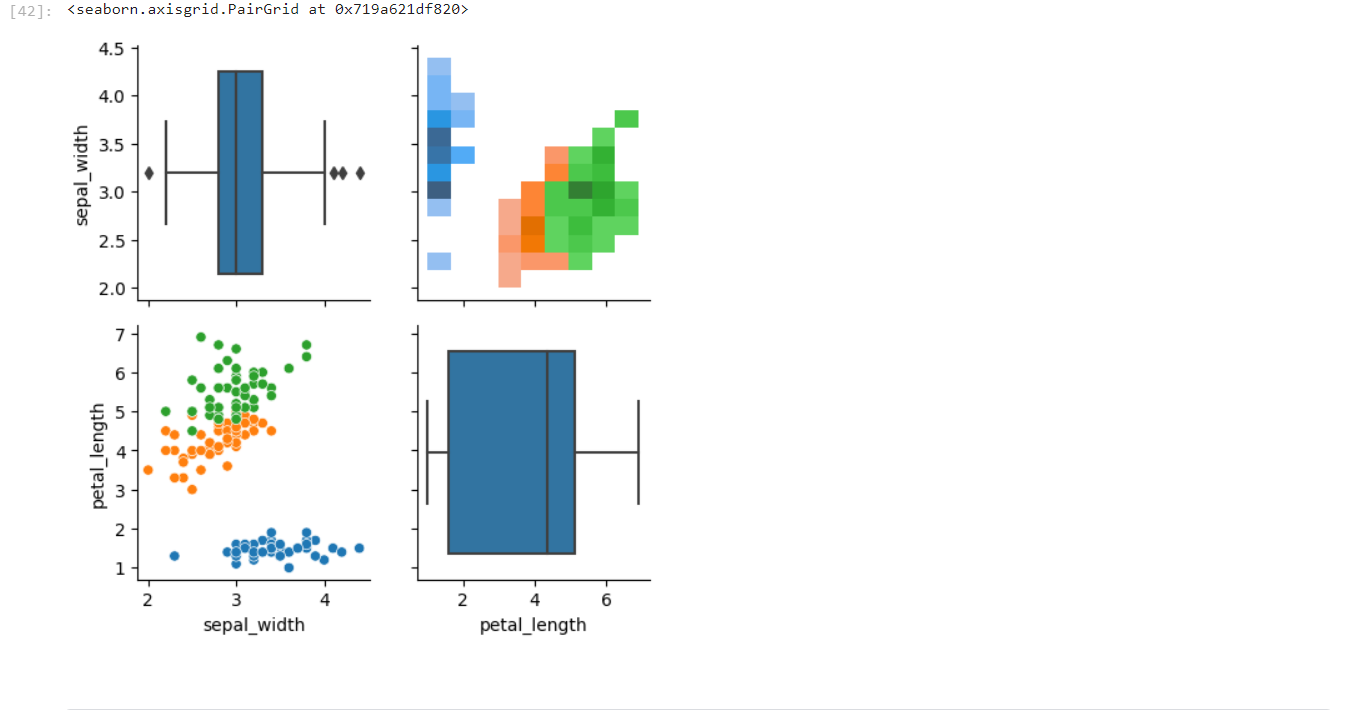 [42]: <seaborn.axisgrid.PairGrid at 0x719a621df820>
4.5
4.0
3.5
3.0
2.5
2.0
sepal_width
7
6
5
4
3
2
1
petal_length
2 3 4
sepal_width
2 4 6
petal_length